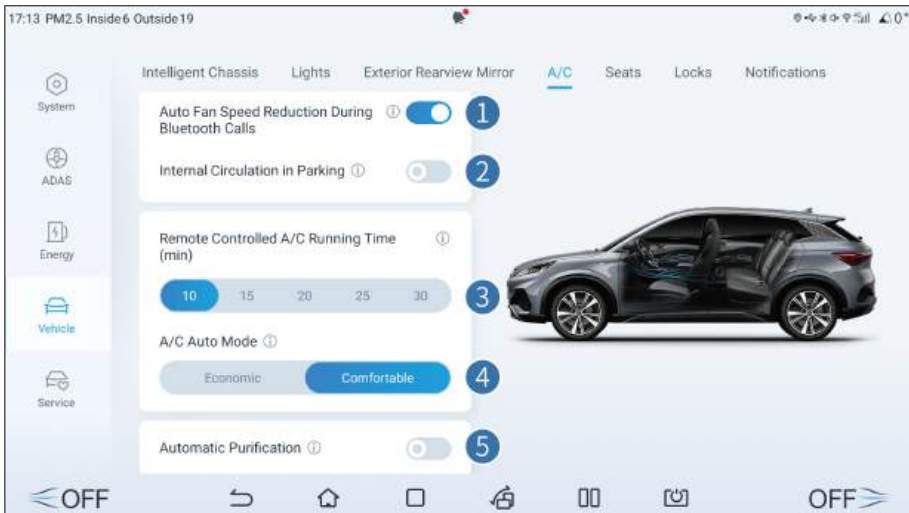 17:13 PM2.5 Inside6 Outside19
0°
Intelligent Chassis Lights Exterior Rearview Mirror A/C Seats Locks Notifications
System
ADAS
Energy
Vehicle
Service
Auto Fan Speed Reduction During
Bluetooth Calls
1
Internal Circulation in Parking
2
Remote Controlled A/C Running Time
(min)
10 15 20 25 30
3
A/C Auto Mode
Economic Comfortable
4
Automatic Purification
5
OFF
OFF